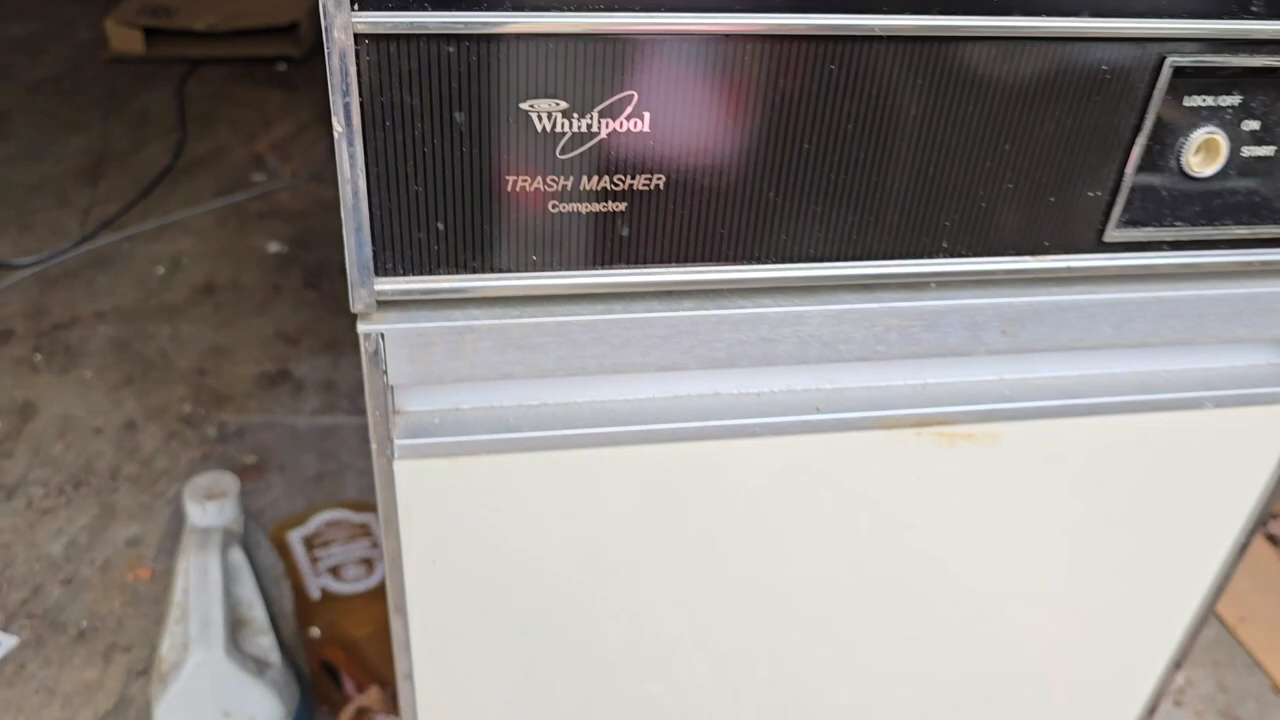 Whirlpool
TRASH MASHER
Compactor
LOCK/OFF
ON
START